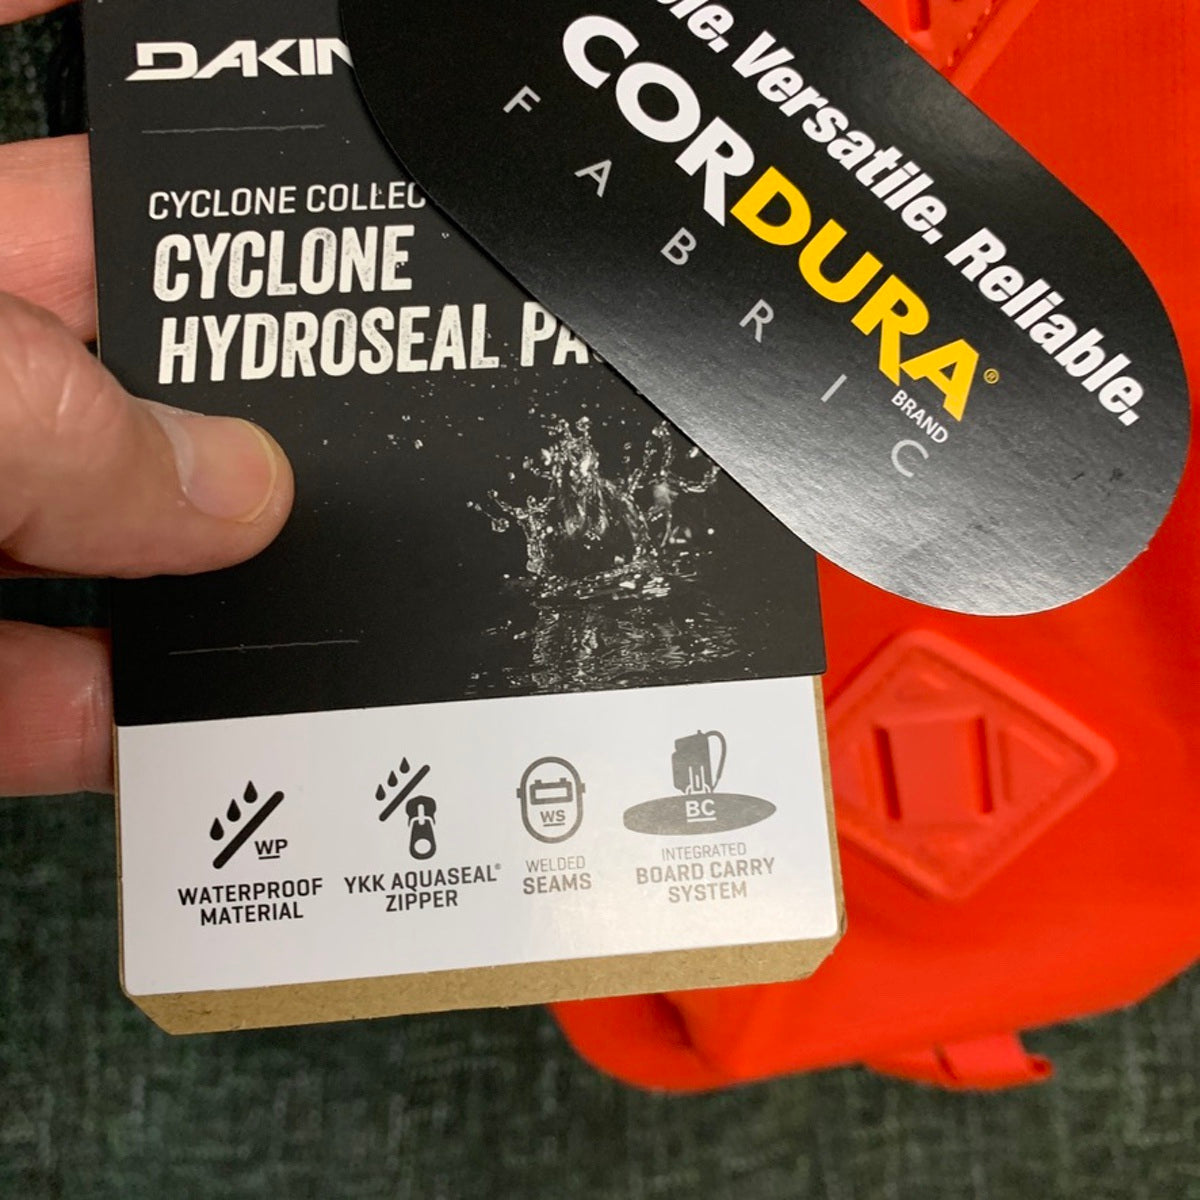 DAKIN
CYCLONE COLLEC
CYCLONE
HYDROSEAL PA
ble. Versatile. Reliable.
CORDURA®
BRAND
FABRIC
WP
WATERPROOF
MATERIAL
YKK AQUASEAL®
ZIPPER
WS
WELDED
SEAMS
BC
INTEGRATED
BOARD CARRY
SYSTEM